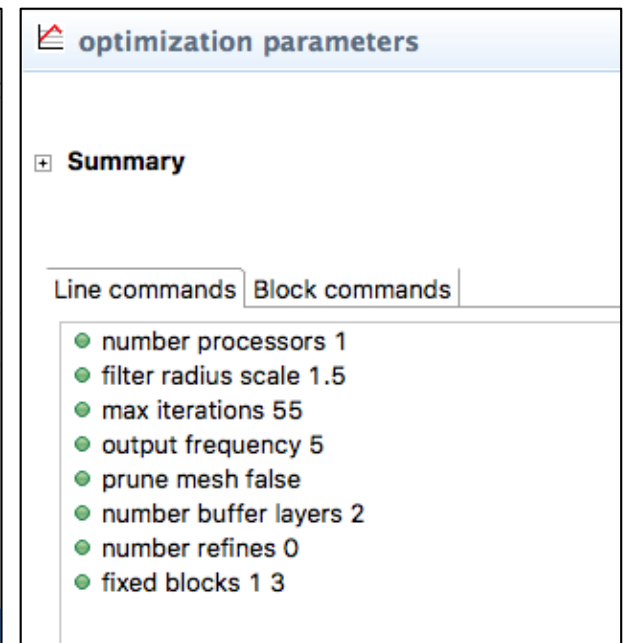 optimization parameters
Summary
Line commands Block commands
number processors 1
filter radius scale 1.5
max iterations 55
output frequency 5
prune mesh false
number buffer layers 2
number refines 0
fixed blocks 1 3